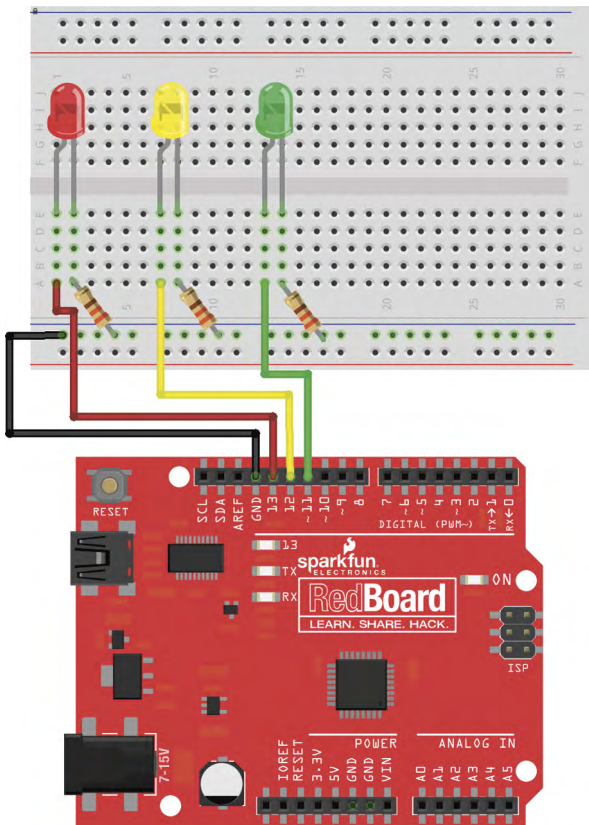 1 5 10 15 20 25 30
J J
I I
H H
G G
F F
E E
D D
C C
B B
A A
1 5 10 15 20 25 30
SCL SDA AREF GND 13 12 ~11 ~10 ~9 8 7 ~6 ~5 4 ~3 2 TX→1 RX←0
RESET
DIGITAL (PWM~)
13
sparkfun
ELECTRONICS
TX
ON
RX
RedBoard
LEARN. SHARE. HACK.
ISP
7-15V
POWER
ANALOG IN
IOREF RESET 3.3V 5V GND GND VIN A0 A1 A2 A3 A4 A5